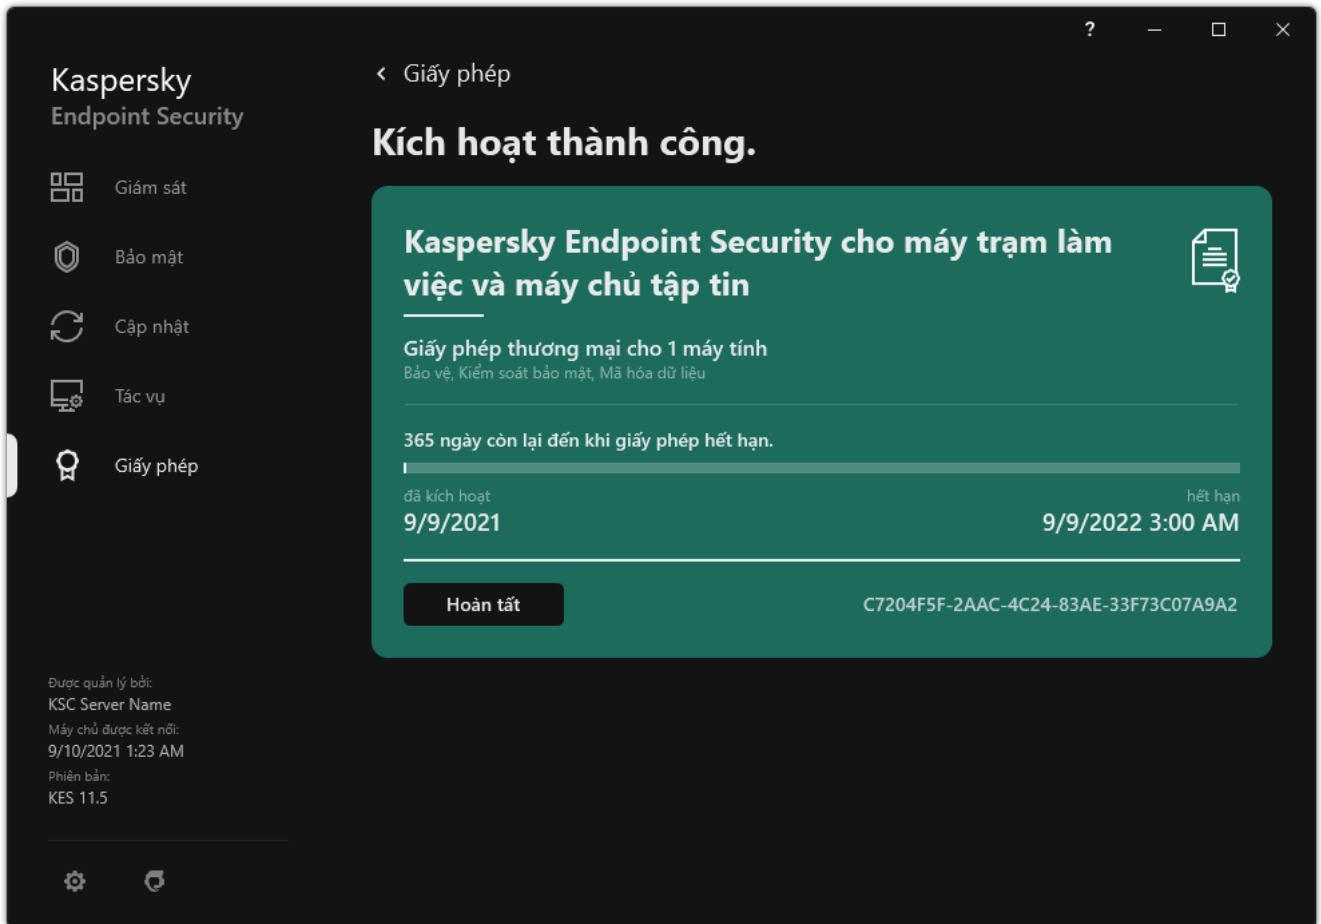 ?
Kaspersky
Endpoint Security
Giám sát
Bảo mật
Cập nhật
Tác vụ
Giấy phép
Được quản lý bởi:
KSC Server Name
Máy chủ được kết nối:
9/10/2021 1:23 AM
Phiên bản:
KES 11.5
Giấy phép
Kích hoạt thành công.
Kaspersky Endpoint Security cho máy trạm làm
việc và máy chủ tập tin
Giấy phép thương mại cho 1 máy tính
Bảo vệ, Kiểm soát bảo mật, Mã hóa dữ liệu
365 ngày còn lại đến khi giấy phép hết hạn.
đã kích hoạt hết hạn
9/9/2021 9/9/2022 3:00 AM
Hoàn tất C7204F5F-2AAC-4C24-83AE-33F73C07A9A2